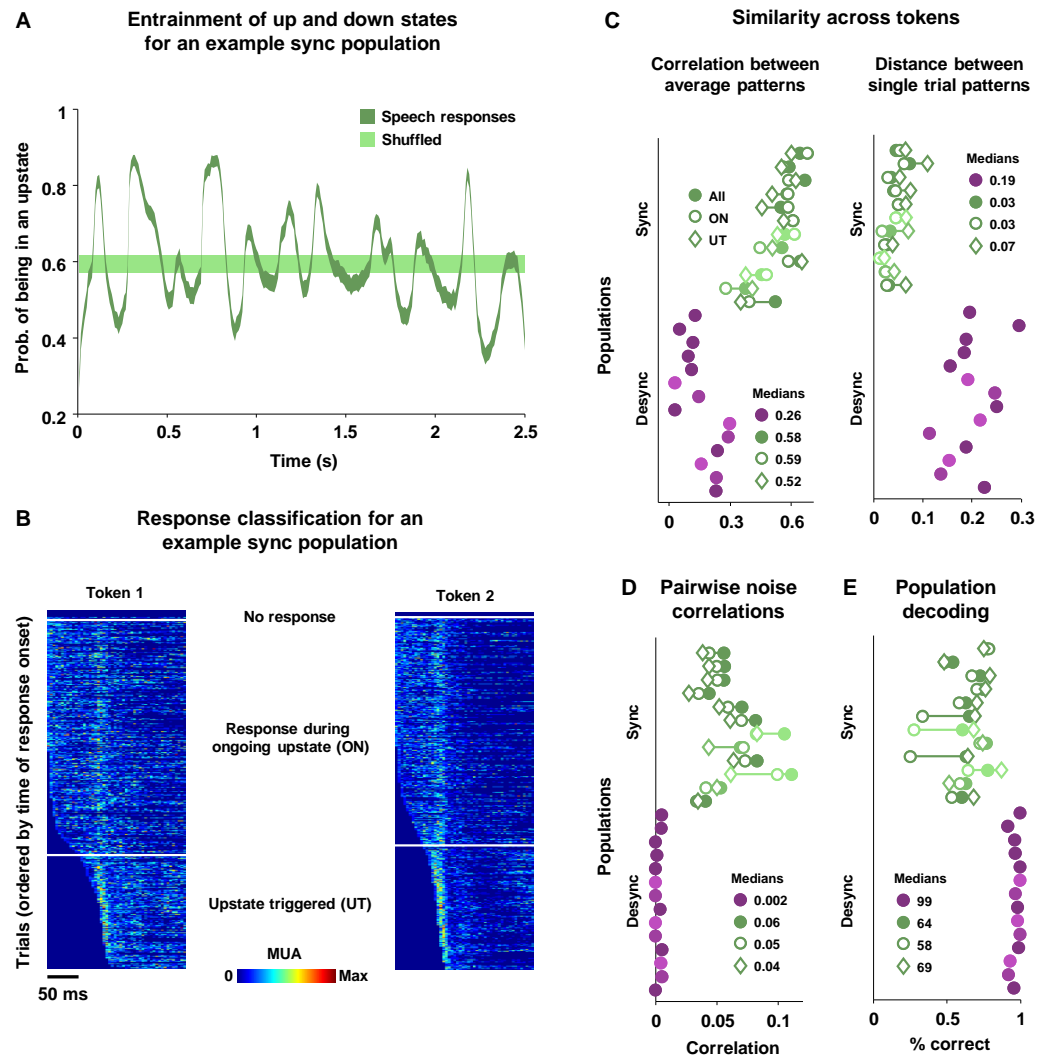 A
Entrainment of up and down states
for an example sync population
Prob. of being in an upstate
1
0.8
0.6
0.4
0.2
Speech responses
Shuffled
0
0.5
1
1.5
2
2.5
Time (s)
B
Response classification for an
example sync population
Trials (ordered by time of response onset)
Token 1
Token 2
No response
Response during
ongoing upstate (ON)
Upstate triggered (UT)
MUA
0
Max
50 ms
C
Similarity across tokens
Correlation between
average patterns
Populations
Sync
Desync
All
ON
UT
Medians
0.26
0.58
0.59
0.52
0
0.3
0.6
Distance between
single trial patterns
Sync
Desync
Medians
0.19
0.03
0.03
0.07
0
0.1
0.2
0.3
D
Pairwise noise
correlations
Populations
Sync
Desync
Medians
0.002
0.06
0.05
0.04
0
0.05
0.1
Correlation
E
Population
decoding
Sync
Desync
Medians
99
64
58
69
0
0.5
1
% correct